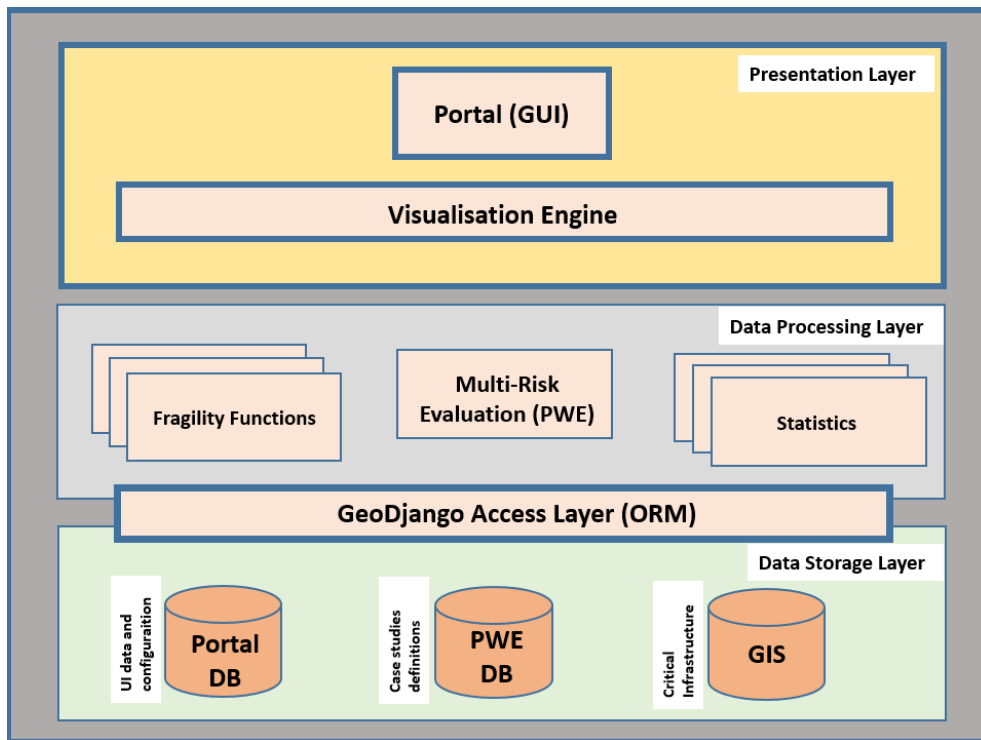 Presentation Layer
Portal (GUI)
Visualisation Engine
Data Processing Layer
Fragility Functions
Multi-Risk
Evaluation (PWE)
Statistics
GeoDjango Access Layer (ORM)
Data Storage Layer
UI data and
configuraition
Portal
DB
Case studies
definitions
PWE
DB
Critical
Infrastructure
GIS